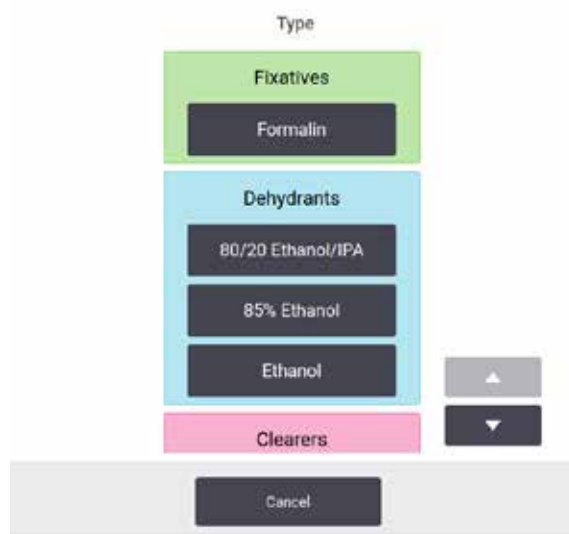 Type
Fixatives
Formalin
Dehydrants
80/20 Ethanol/IPA
85% Ethanol
Ethanol
Clearers
Cancel